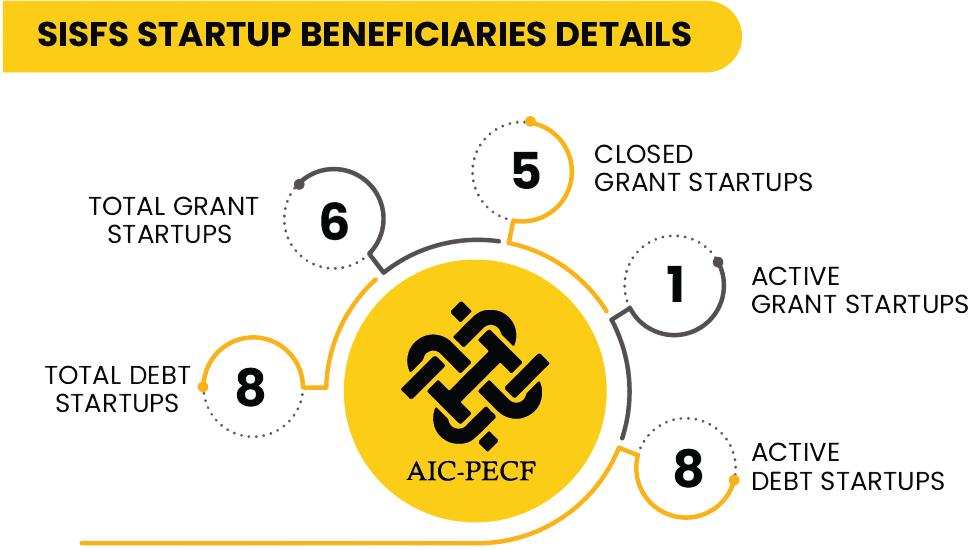 SISFS STARTUP BENEFICIARIES DETAILS
5
CLOSED
GRANT STARTUPS
TOTAL GRANT
STARTUPS
6
1
ACTIVE
GRANT STARTUPS
TOTAL DEBT
STARTUPS
8
AIC-PECF
8
ACTIVE
DEBT STARTUPS